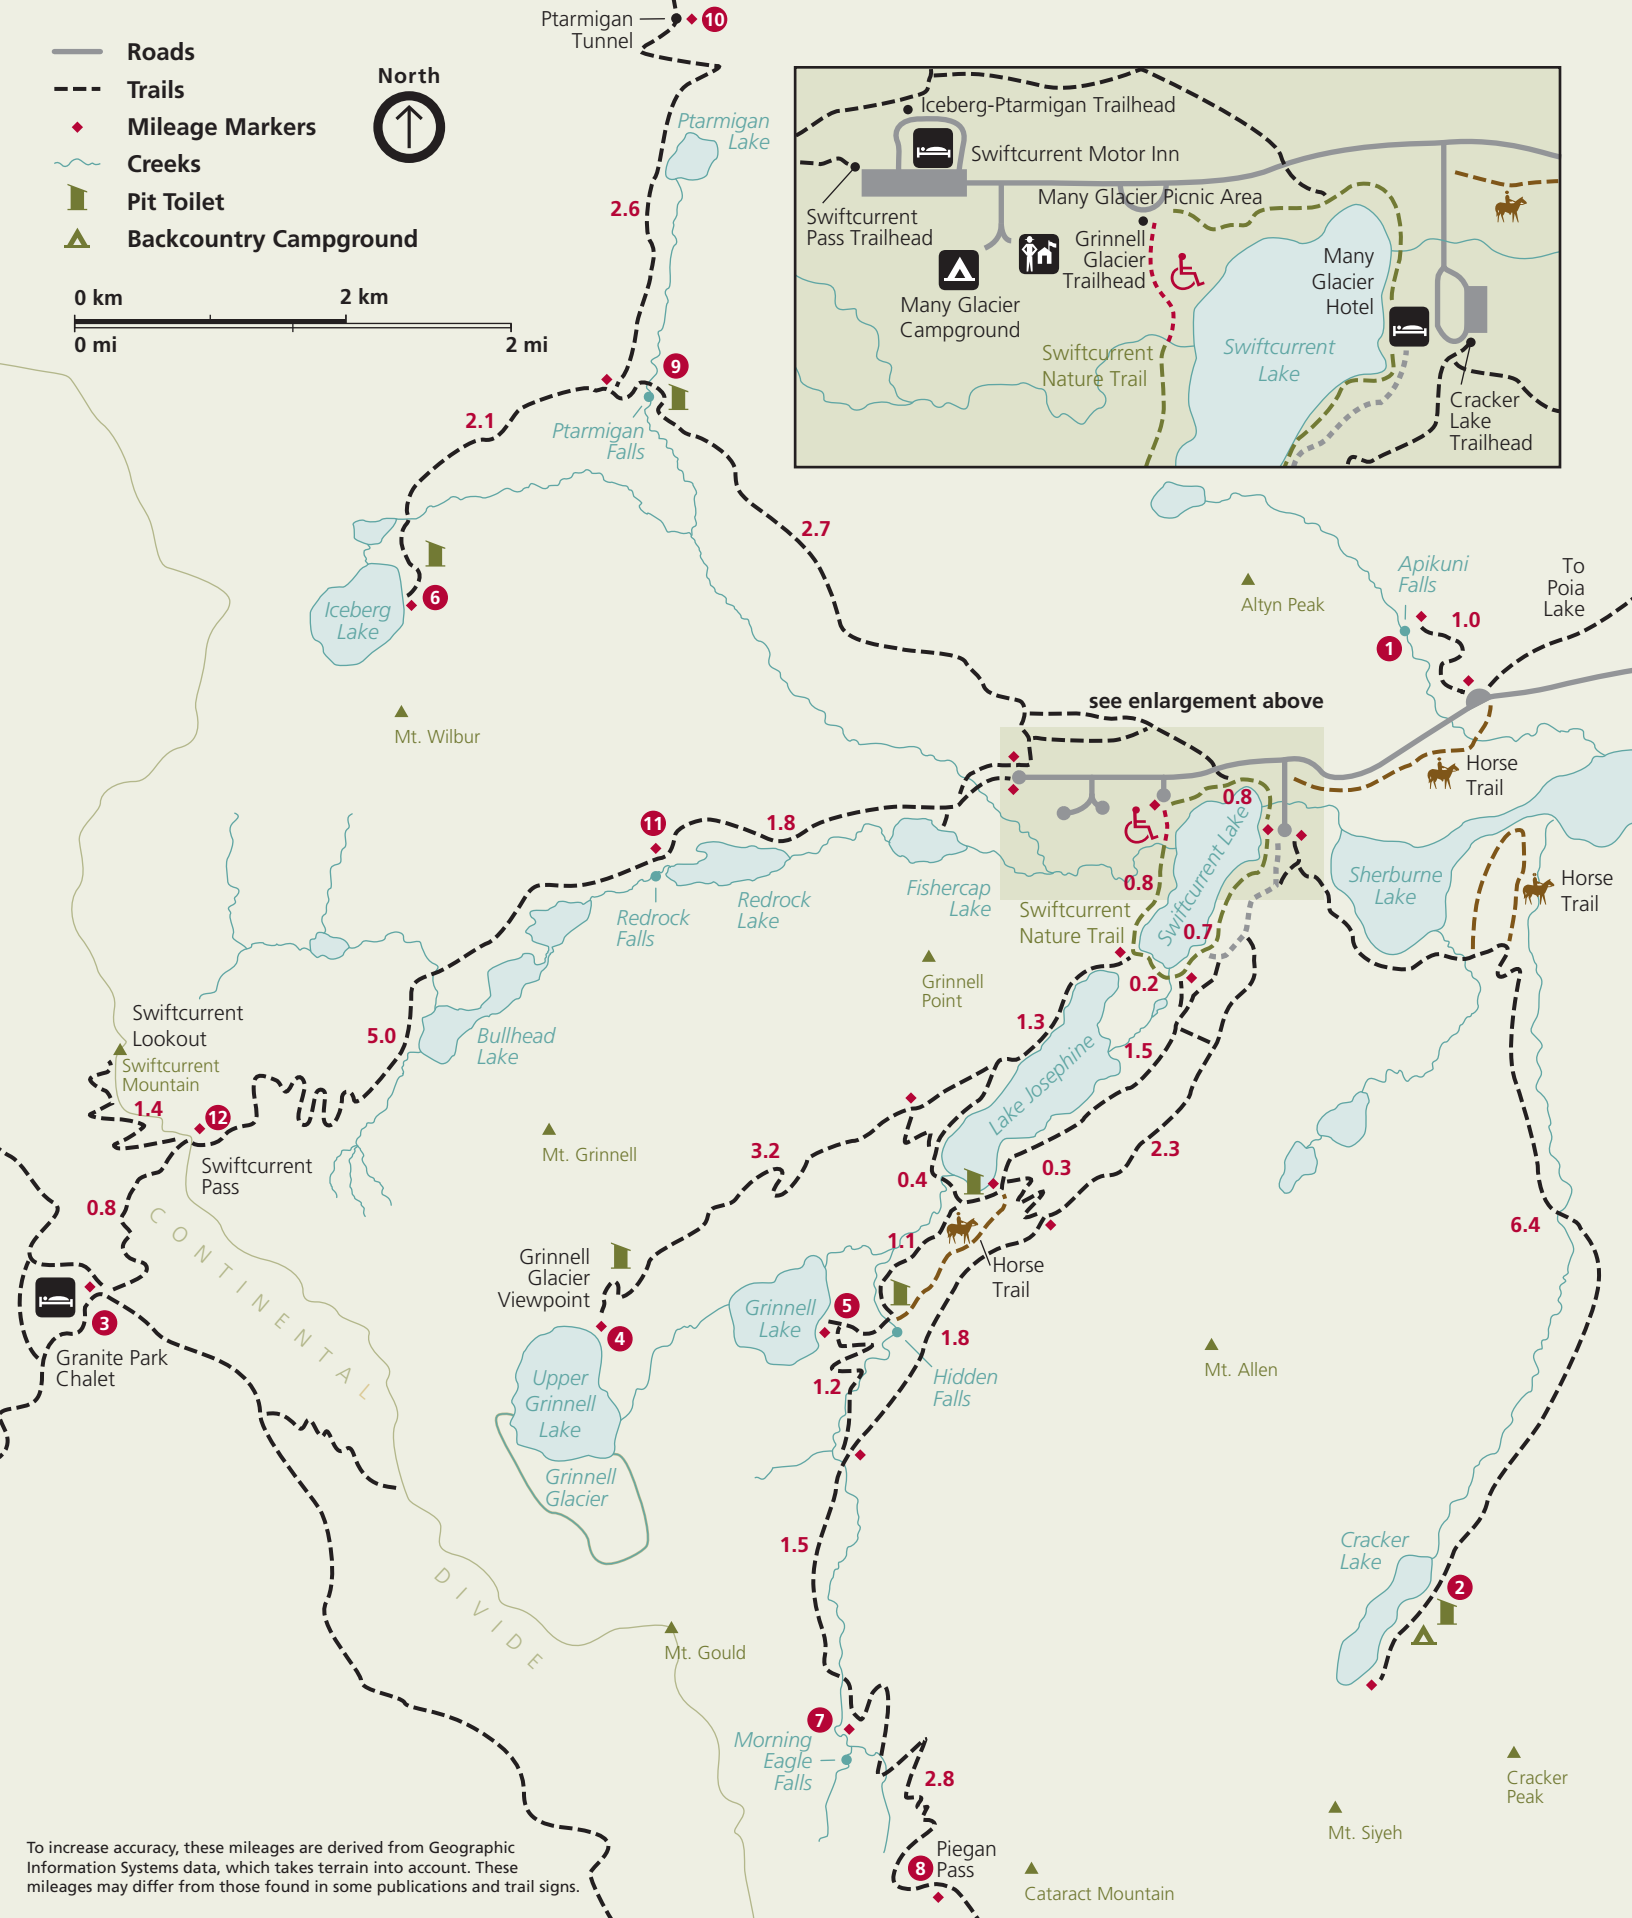 Ptarmigan
Tunnel
10
Roads
Trails
Mileage Markers
Creeks
Pit Toilet
Backcountry Campground
North
0 km
2 km
0 mi
2 mi
Ptarmigan
Lake
2.6
Iceberg-Ptarmigan Trailhead
Swiftcurrent Motor Inn
Many Glacier Picnic Area
Swiftcurrent
Pass Trailhead
Grinnell
Glacier
Trailhead
Many
Glacier
Hotel
Many Glacier
Campground
Swiftcurrent
Nature Trail
Swiftcurrent
Lake
Cracker
Lake
Trailhead
9
2.1
Ptarmigan
Falls
2.7
6
Iceberg
Lake
Mt. Wilbur
Altyn Peak
Apikuni
Falls
To
Poia
Lake
1.0
1
see enlargement above
Horse
Trail
0.8
11
1.8
0.8
Redrock
Lake
Redrock
Falls
Fishercap
Lake
Swiftcurrent
Nature Trail
Swiftcurrent Lake
Sherburne
Lake
Horse
Trail
0.7
0.2
Grinnell
Point
Swiftcurrent
Lookout
Swiftcurrent
Mountain
5.0
Bullhead
Lake
1.3
1.5
Lake Josephine
1.4
12
Swiftcurrent
Pass
Mt. Grinnell
3.2
0.4
0.3
2.3
0.8
6.4
CONTINENTAL
1.1
Horse
Trail
Grinnell
Glacier
Viewpoint
3
Granite Park
Chalet
4
Grinnell
Lake
5
1.8
Hidden
Falls
1.2
Mt. Allen
Upper
Grinnell
Lake
Grinnell
Glacier
1.5
Cracker
Lake
2
DIVIDE
Mt. Gould
7
Morning
Eagle
Falls
2.8
Cracker
Peak
Mt. Siyeh
8
Piegan
Pass
Cataract Mountain
To increase accuracy, these mileages are derived from Geographic
Information Systems data, which takes terrain into account. These
mileages may differ from those found in some publications and trail signs.